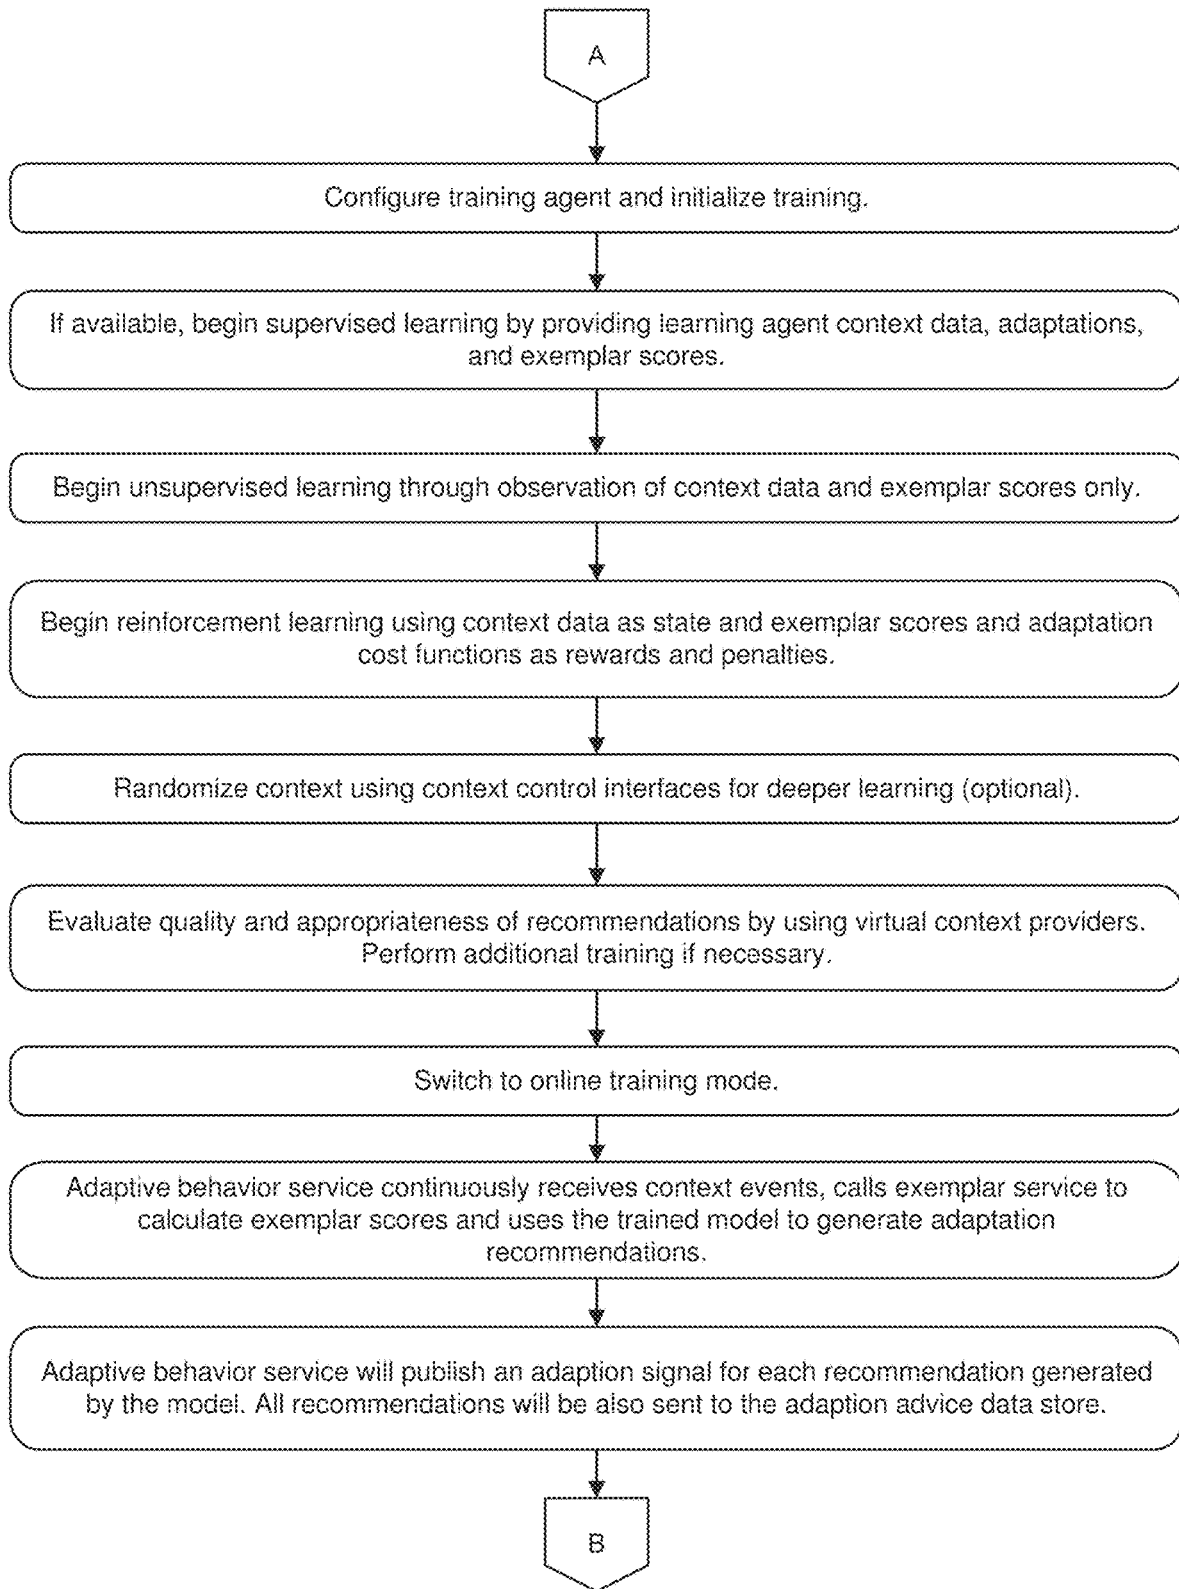 A
Configure training agent and initialize training.
If available, begin supervised learning by providing learning agent context data, adaptations,
and exemplar scores.
Begin unsupervised learning through observation of context data and exemplar scores only.
Begin reinforcement learning using context data as state and exemplar scores and adaptation
cost functions as rewards and penalties.
Randomize context using context control interfaces for deeper learning (optional).
Evaluate quality and appropriateness of recommendations by using virtual context providers.
Perform additional training if necessary.
Switch to online training mode.
Adaptive behavior service continuously receives context events, calls exemplar service to
calculate exemplar scores and uses the trained model to generate adaptation
recommendations.
Adaptive behavior service will publish an adaption signal for each recommendation generated
by the model. All recommendations will be also sent to the adaption advice data store.
B